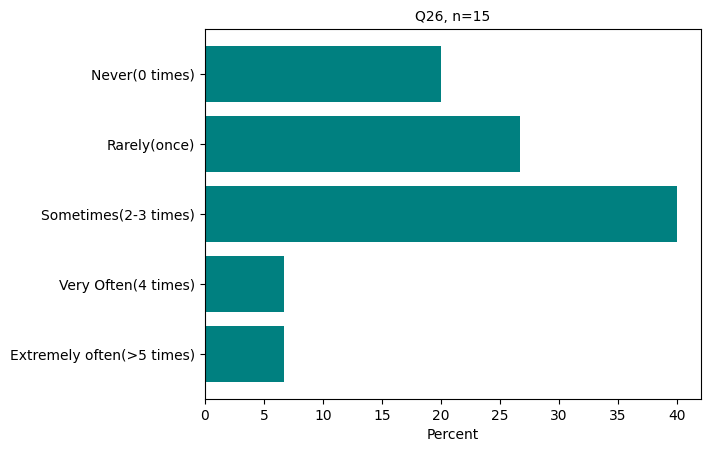 Q26, n=15
Never(0 times)
Rarely(once)
Sometimes(2-3 times)
Very Often(4 times)
Extremely often(>5 times)
0 5 10 15 20 25 30 35 40
Percent